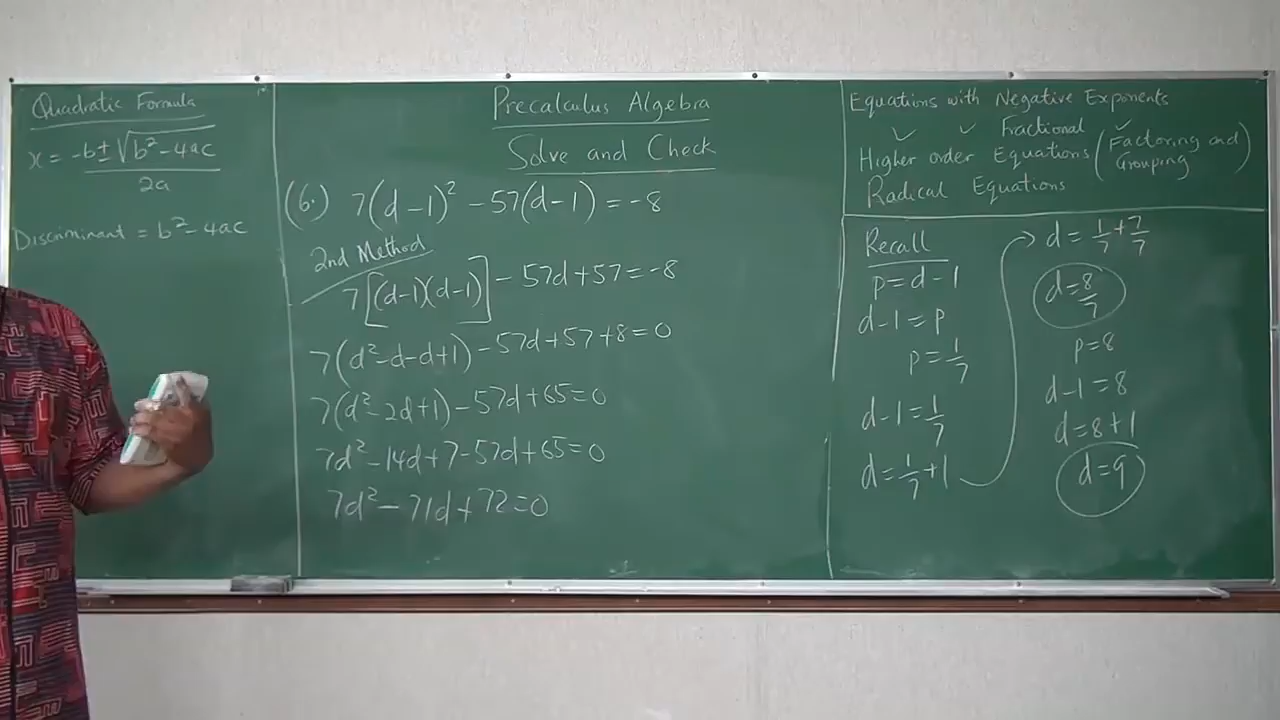 Quadratic Formula
x = -b ± √b² - 4ac
2a
Discriminant = b² - 4ac
Precalculus Algebra
Solve and Check
(6.) 7(d-1)² - 57(d-1) = -8
2nd Method
7[(d-1)(d-1)] - 57d + 57 = -8
7(d² - d - d + 1) - 57d + 57 + 8 = 0
7(d² - 2d + 1) - 57d + 65 = 0
7d² - 14d + 7 - 57d + 65 = 0
7d² - 71d + 72 = 0
Equations with Negative Exponents
✓ ✓ Fractional ✓
Higher order Equations (Factoring and Grouping)
Radical Equations
Recall
p = d - 1
d - 1 = p
p = 1/7
d - 1 = 1/7
d = 1/7 + 1
d = 1/7 + 7/7
d = 8/7
p = 8
d - 1 = 8
d = 8 + 1
d = 9